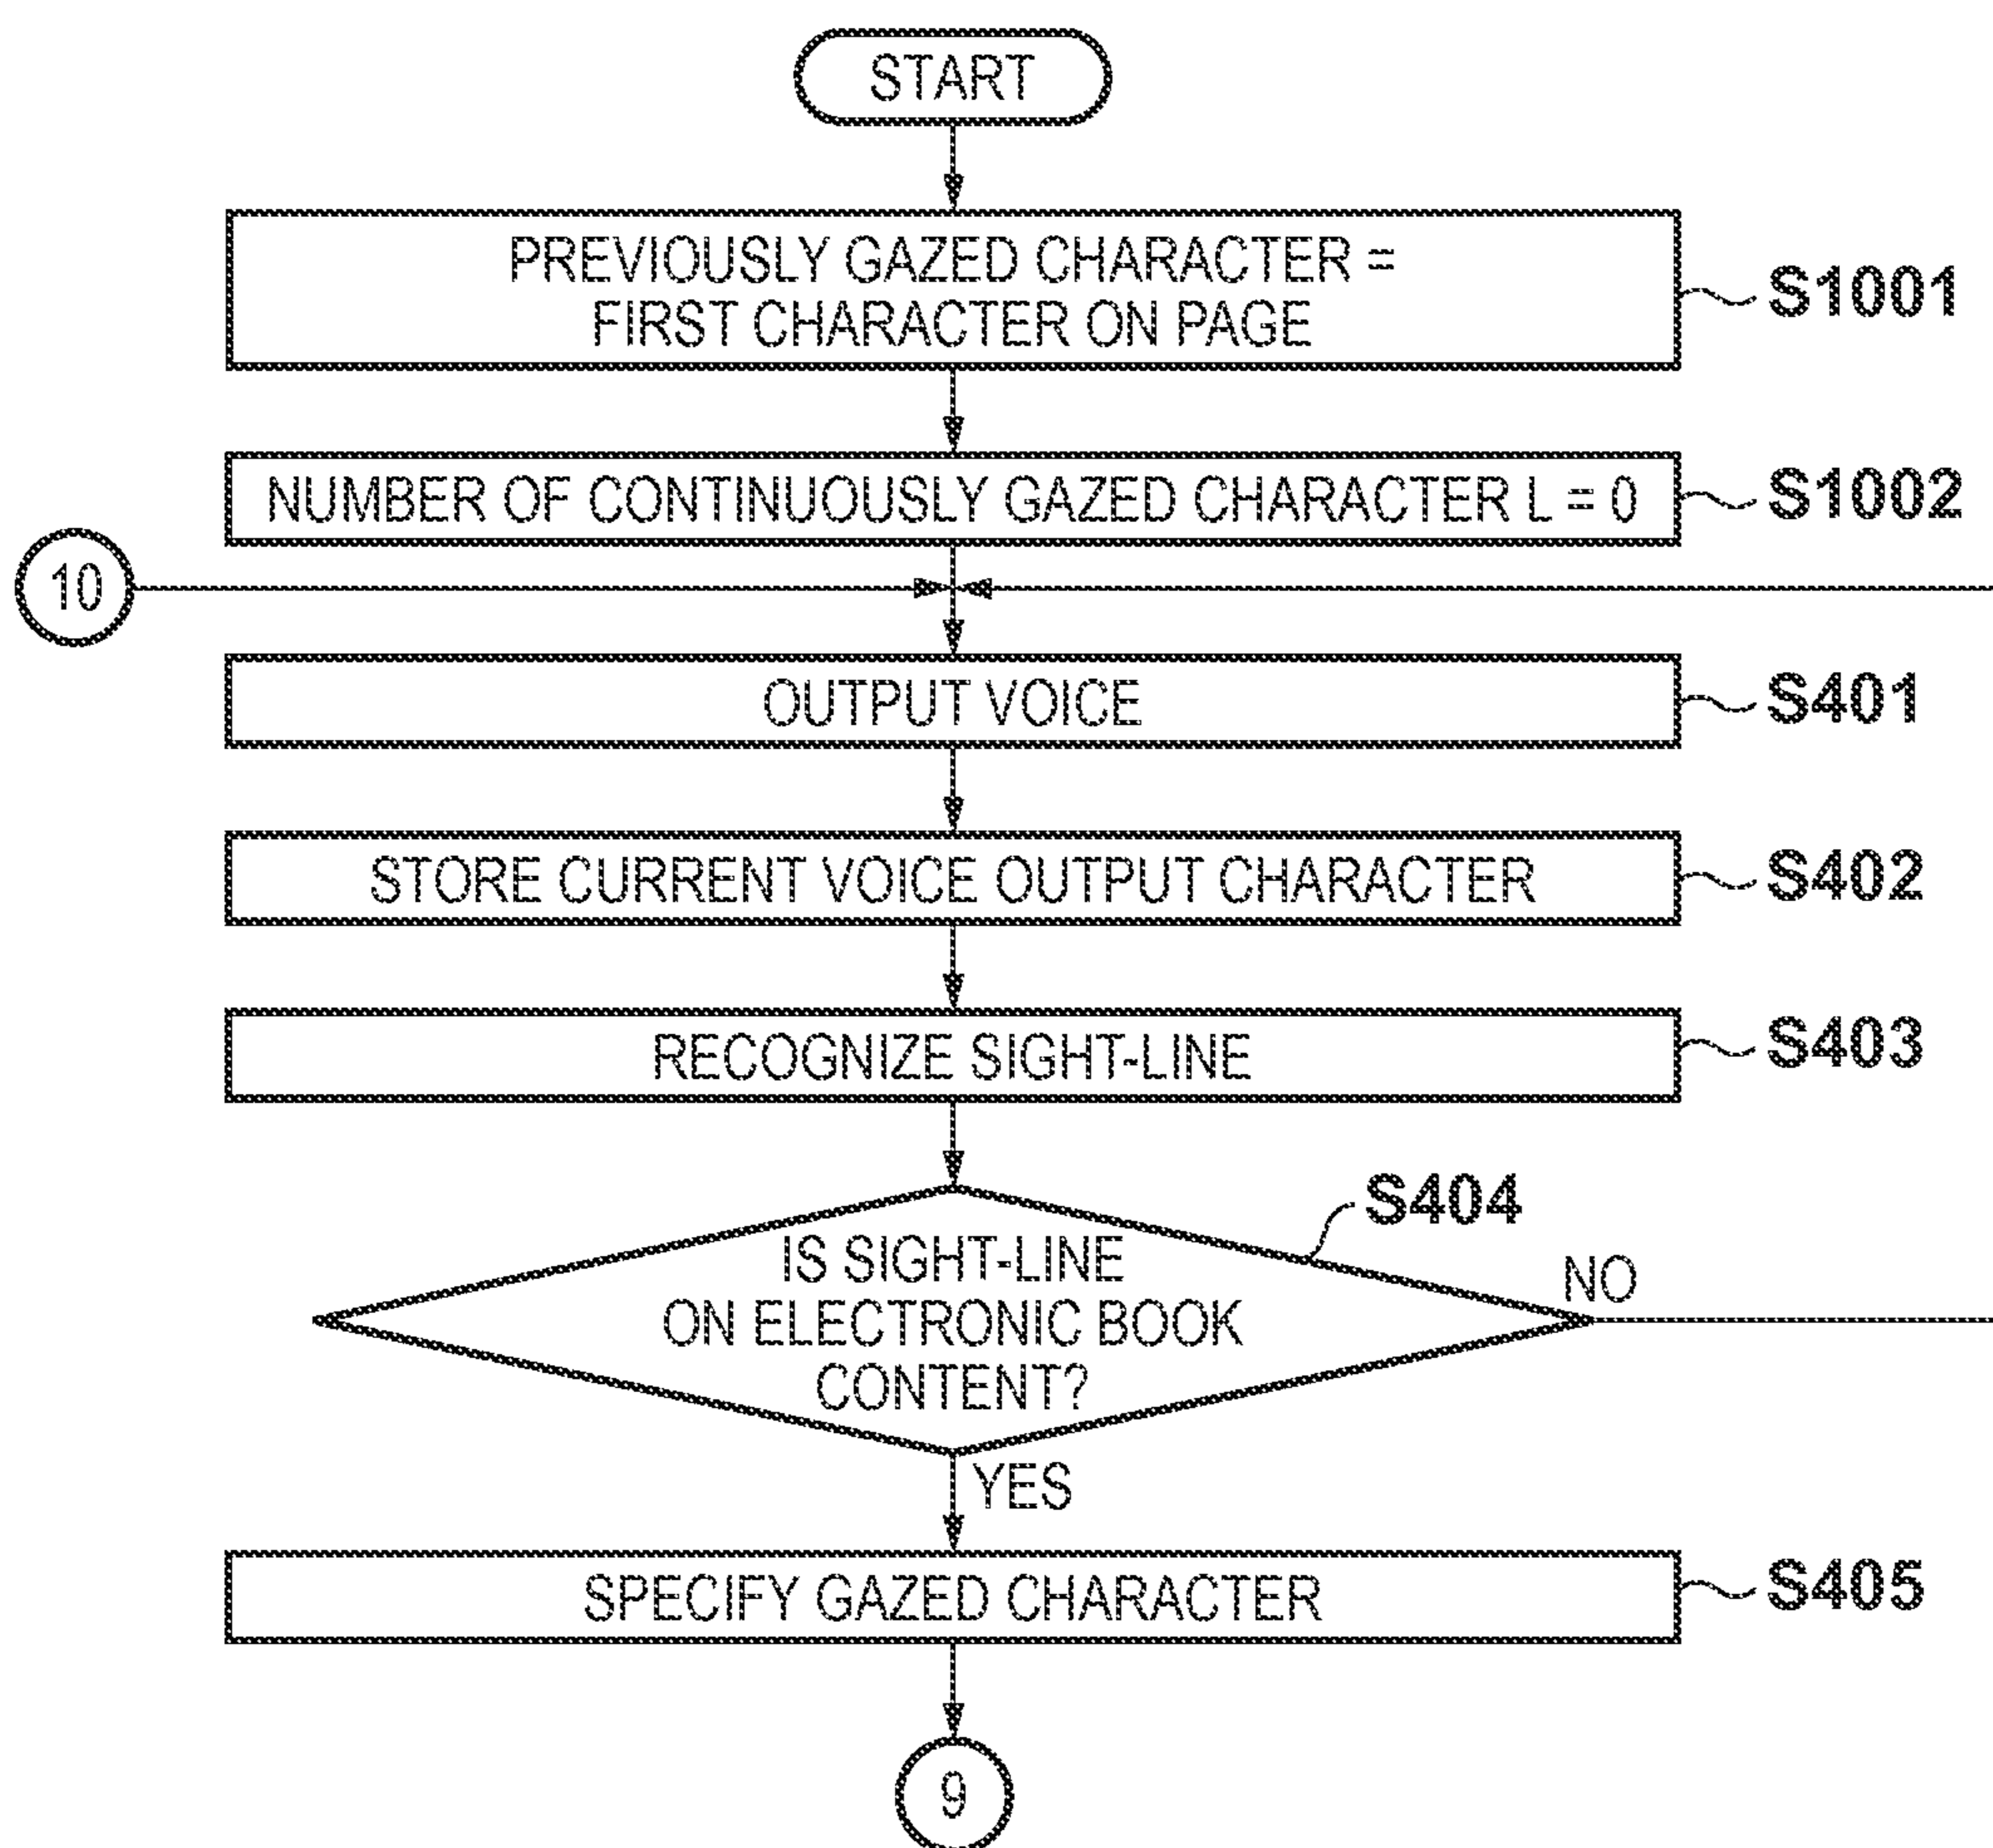 START
PREVIOUSLY GAZED CHARACTER =
FIRST CHARACTER ON PAGE
S1001
NUMBER OF CONTINUOUSLY GAZED CHARACTER L = 0
S1002
10
OUTPUT VOICE
S401
STORE CURRENT VOICE OUTPUT CHARACTER
S402
RECOGNIZE SIGHT-LINE
S403
S404
IS SIGHT-LINE
ON ELECTRONIC BOOK
CONTENT?
NO
YES
SPECIFY GAZED CHARACTER
S405
9